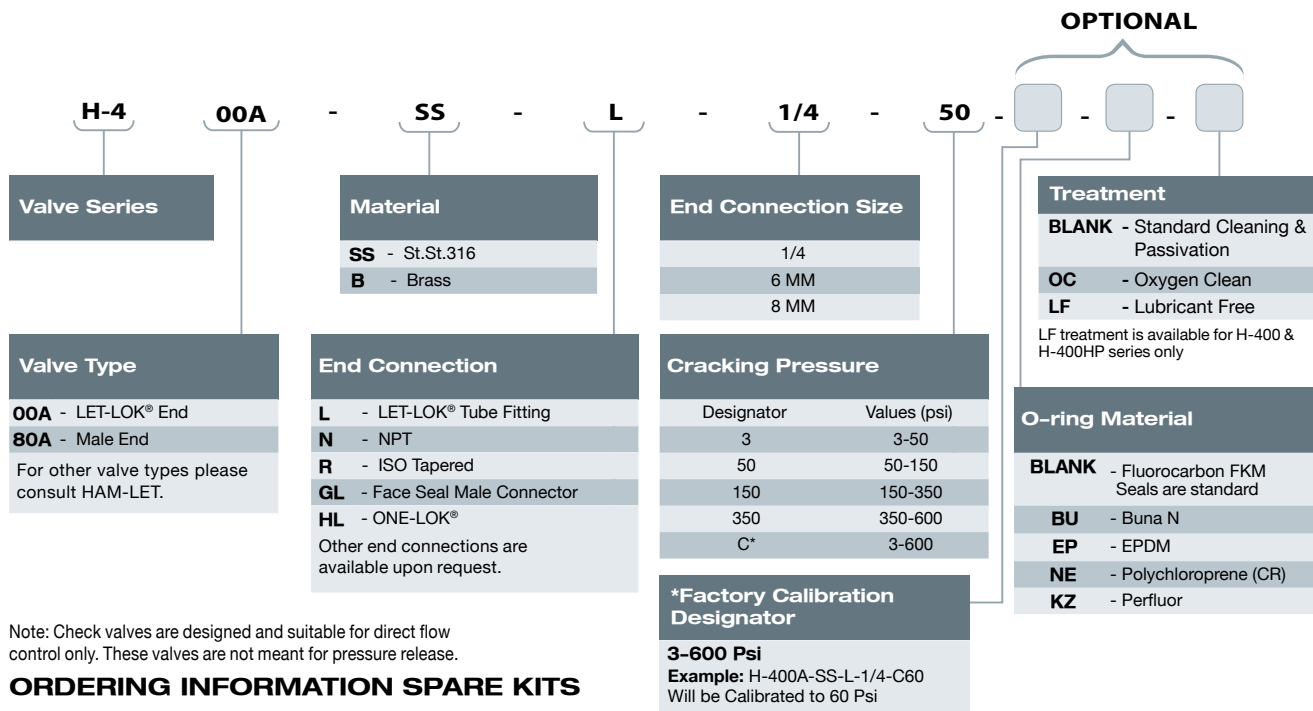 OPTIONAL
H-4 00A - SS - L - 1/4 - 50 - - -
Valve Series
Material
SS - St.St.316
B - Brass
End Connection Size
1/4
6 MM
8 MM
Treatment
BLANK - Standard Cleaning &
Passivation
OC - Oxygen Clean
LF - Lubricant Free
LF treatment is available for H-400 &
H-400HP series only
Valve Type
00A - LET-LOK® End
80A - Male End
For other valve types please
consult HAM-LET.
End Connection
L - LET-LOK® Tube Fitting
N - NPT
R - ISO Tapered
GL - Face Seal Male Connector
HL - ONE-LOK®
Other end connections are
available upon request.
Cracking Pressure
Designator Values (psi)
3 3-50
50 50-150
150 150-350
350 350-600
C* 3-600
O-ring Material
BLANK - Fluorocarbon FKM
Seals are standard
BU - Buna N
EP - EPDM
NE - Polychloroprene (CR)
KZ - Perfluor
*Factory Calibration
Designator
3-600 Psi
Example: H-400A-SS-L-1/4-C60
Will be Calibrated to 60 Psi
Note: Check valves are designed and suitable for direct flow
control only. These valves are not meant for pressure release.
ORDERING INFORMATION SPARE KITS